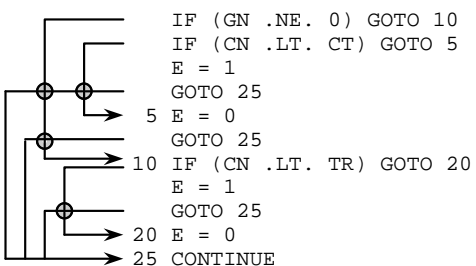 IF (GN .NE. 0) GOTO 10
IF (CN .LT. CT) GOTO 5
E = 1
GOTO 25
5 E = 0
GOTO 25
10 IF (CN .LT. TR) GOTO 20
E = 1
GOTO 25
20 E = 0
25 CONTINUE